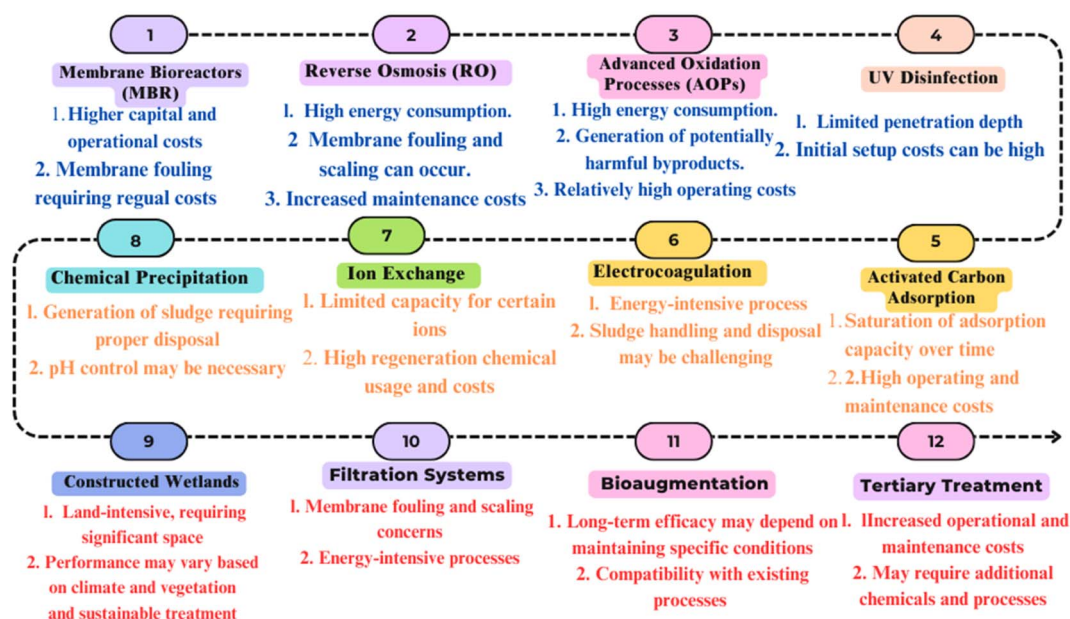 1
Membrane Bioreactors
(MBR)
1. Higher capital and
operational costs
2. Membrane fouling
requiring regual costs
2
Reverse Osmosis (RO)
1. High energy consumption.
2 Membrane fouling and
scaling can occur.
3. Increased maintenance costs
3
Advanced Oxidation
Processes (AOPs)
1. High energy consumption.
2. Generation of potentially
harmful byproducts.
3. Relatively high operating costs
4
UV Disinfection
1. Limited penetration depth
2. Initial setup costs can be high
8
Chemical Precipitation
1. Generation of sludge requiring
proper disposal
2. pH control may be necessary
7
Ion Exchange
1. Limited capacity for certain
ions
2. High regeneration chemical
usage and costs
6
Electrocoagulation
1. Energy-intensive process
2. Sludge handling and disposal
may be challenging
5
Activated Carbon
Adsorption
1. Saturation of adsorption
capacity over time
2. 2.High operating and
maintenance costs
9
Constructed Wetlands
1. Land-intensive, requiring
significant space
2. Performance may vary based
on climate and vegetation
and sustainable treatment
10
Filtration Systems
1. Membrane fouling and scaling
concerns
2. Energy-intensive processes
11
Bioaugmentation
1. Long-term efficacy may depend on
maintaining specific conditions
2. Compatibility with existing
processes
12
Tertiary Treatment
1. IIncreased operational and
maintenance costs
2. May require additional
chemicals and processes